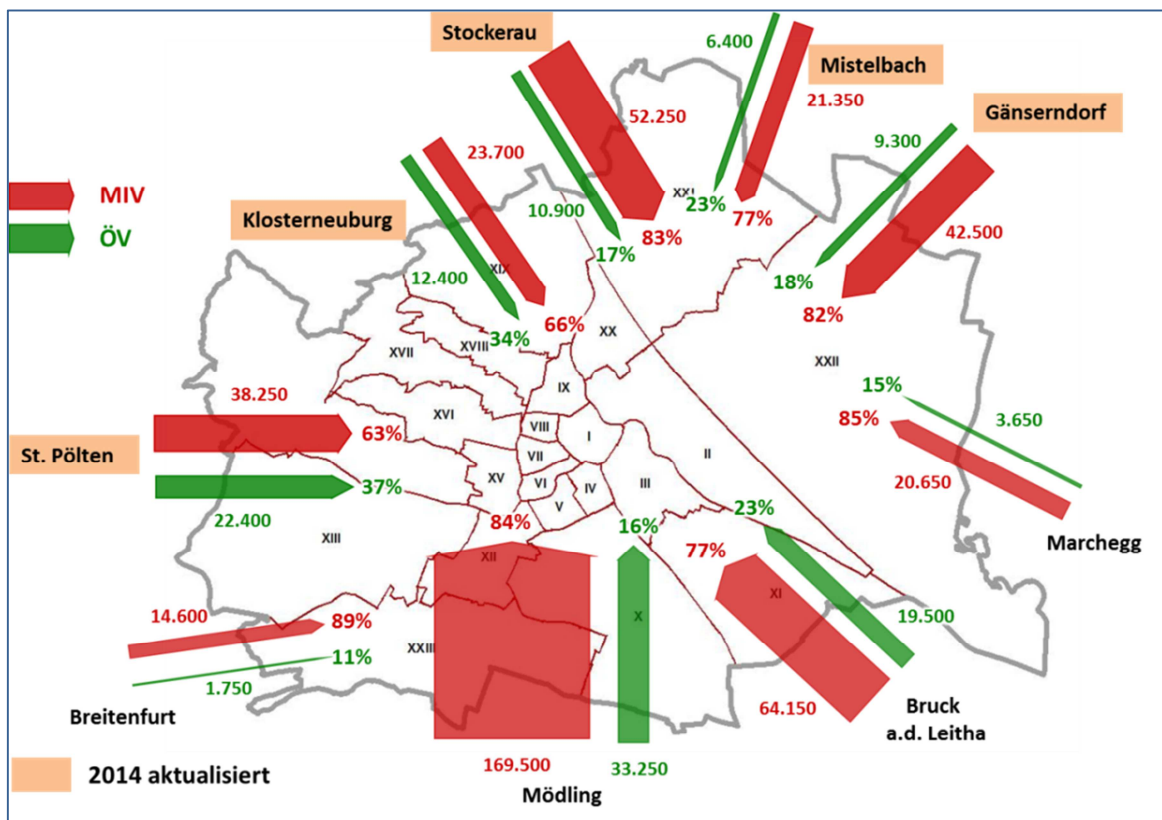 Stockerau
6.400
Mistelbach
21.350
52.250
Gänserndorf
9.300
23.700
MIV
ÖV
Klosterneuburg
10.900
XXI
23%
77%
83%
17%
42.500
12.400
XIX
18%
82%
34%
66%
XX
XVII
XVIII
XXII
38.250
IX
15%
3.650
XVI
VIII
I
85%
63%
St. Pölten
VII
II
20.650
37%
XV
VI
IV
III
V
23%
22.400
84%
16%
XIII
77%
Marchegg
XII
XI
14.600
89%
X
19.500
XXIII
11%
1.750
64.150
Breitenfurt
Bruck
a.d. Leitha
2014 aktualisiert
169.500
33.250
Mödling